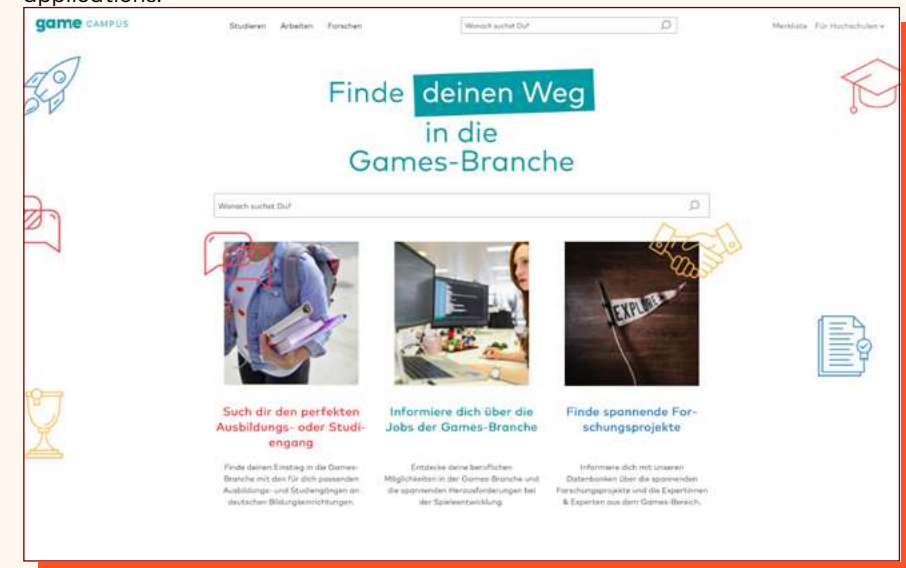 applications.
game CAMPUS
Studieren Arbeiten Forschen
Wonach suchst Du?
Merkliste Für Hochschulen
Finde deinen Weg
in die
Games-Branche
Wonach suchst Du?
EXPLORE
Such dir den perfekten
Ausbildungs- oder Studi-
engang
Informiere dich über die
Jobs der Games-Branche
Finde spannende For-
schungsprojekte
Finde deinen Einstieg in die Games-
Branche mit den für dich passenden
Ausbildungs- und Studiengängen an
deutschen Bildungseinrichtungen.
Entdecke deine beruflichen
Möglichkeiten in der Games-Branche und
die spannenden Herausforderungen bei
der Spieleentwicklung.
Informiere dich mit unseren
Datenbanken über die spannenden
Forschungsprojekte und die Expertinnen
& Experten aus dem Games-Bereich.